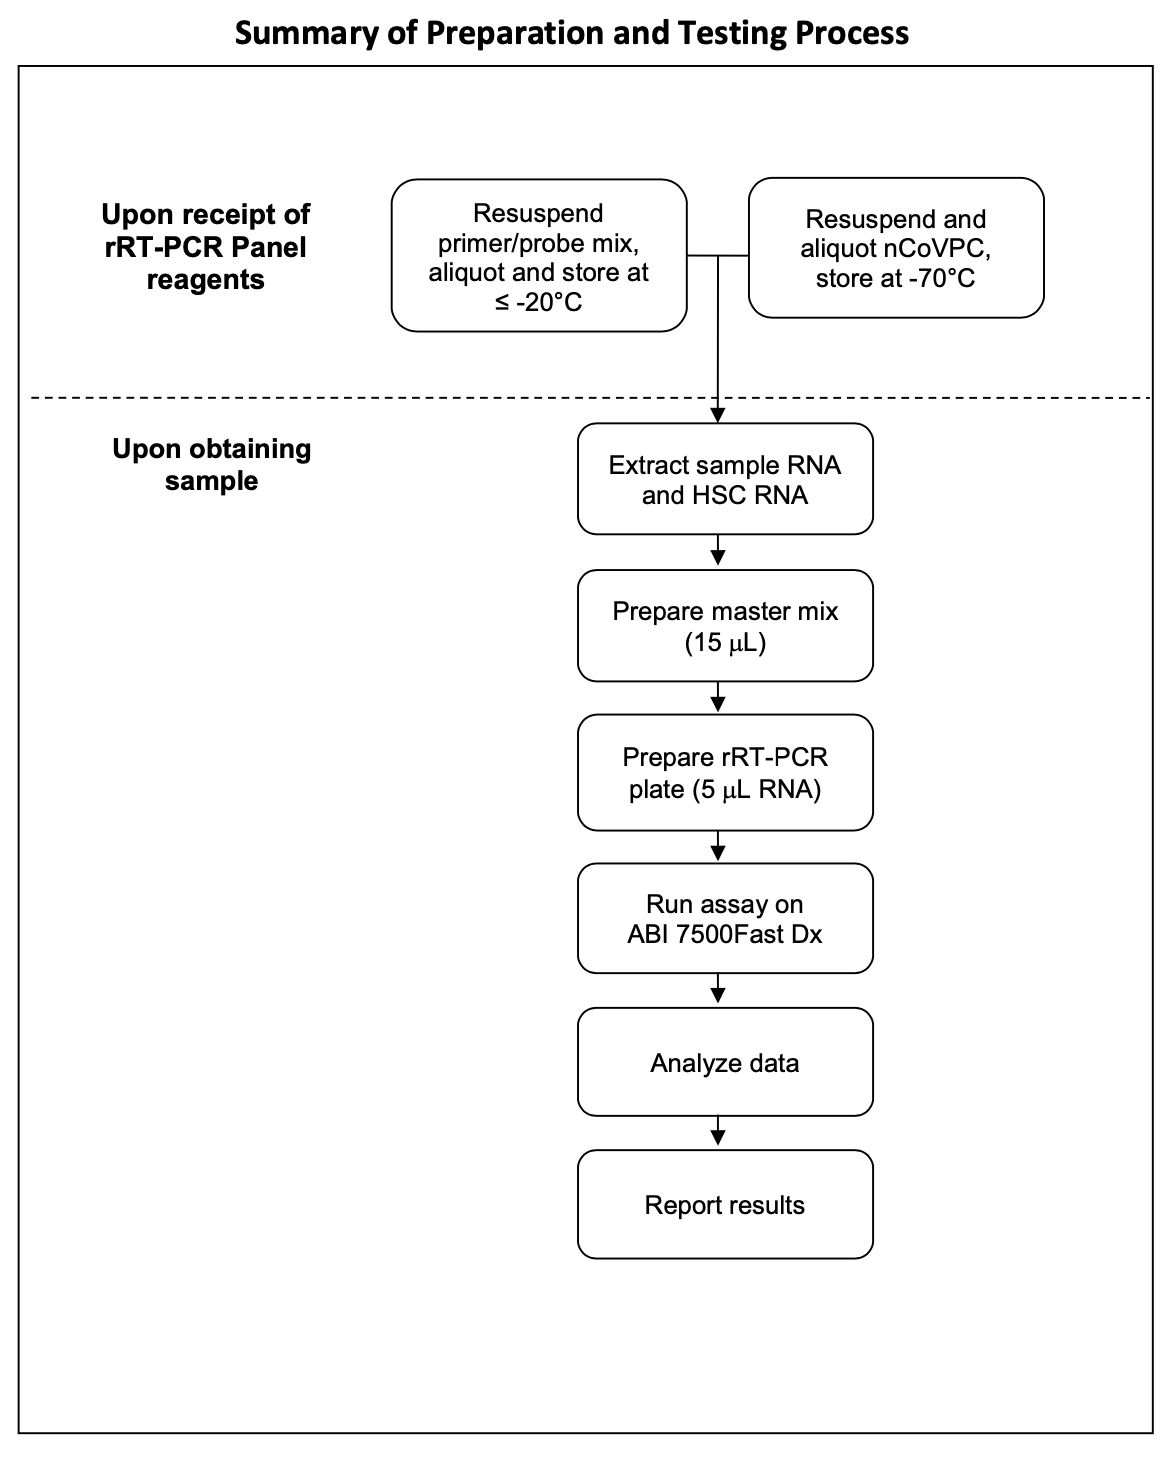 Summary of Preparation and Testing Process
Upon receipt of
rRT-PCR Panel
reagents
Resuspend
primer/probe mix,
aliquot and store at
≤ -20°C
Resuspend and
aliquot nCoVPC,
store at -70°C
Upon obtaining
sample
Extract sample RNA
and HSC RNA
Prepare master mix
(15 μL)
Prepare rRT-PCR
plate (5 μL RNA)
Run assay on
ABI 7500Fast Dx
Analyze data
Report results